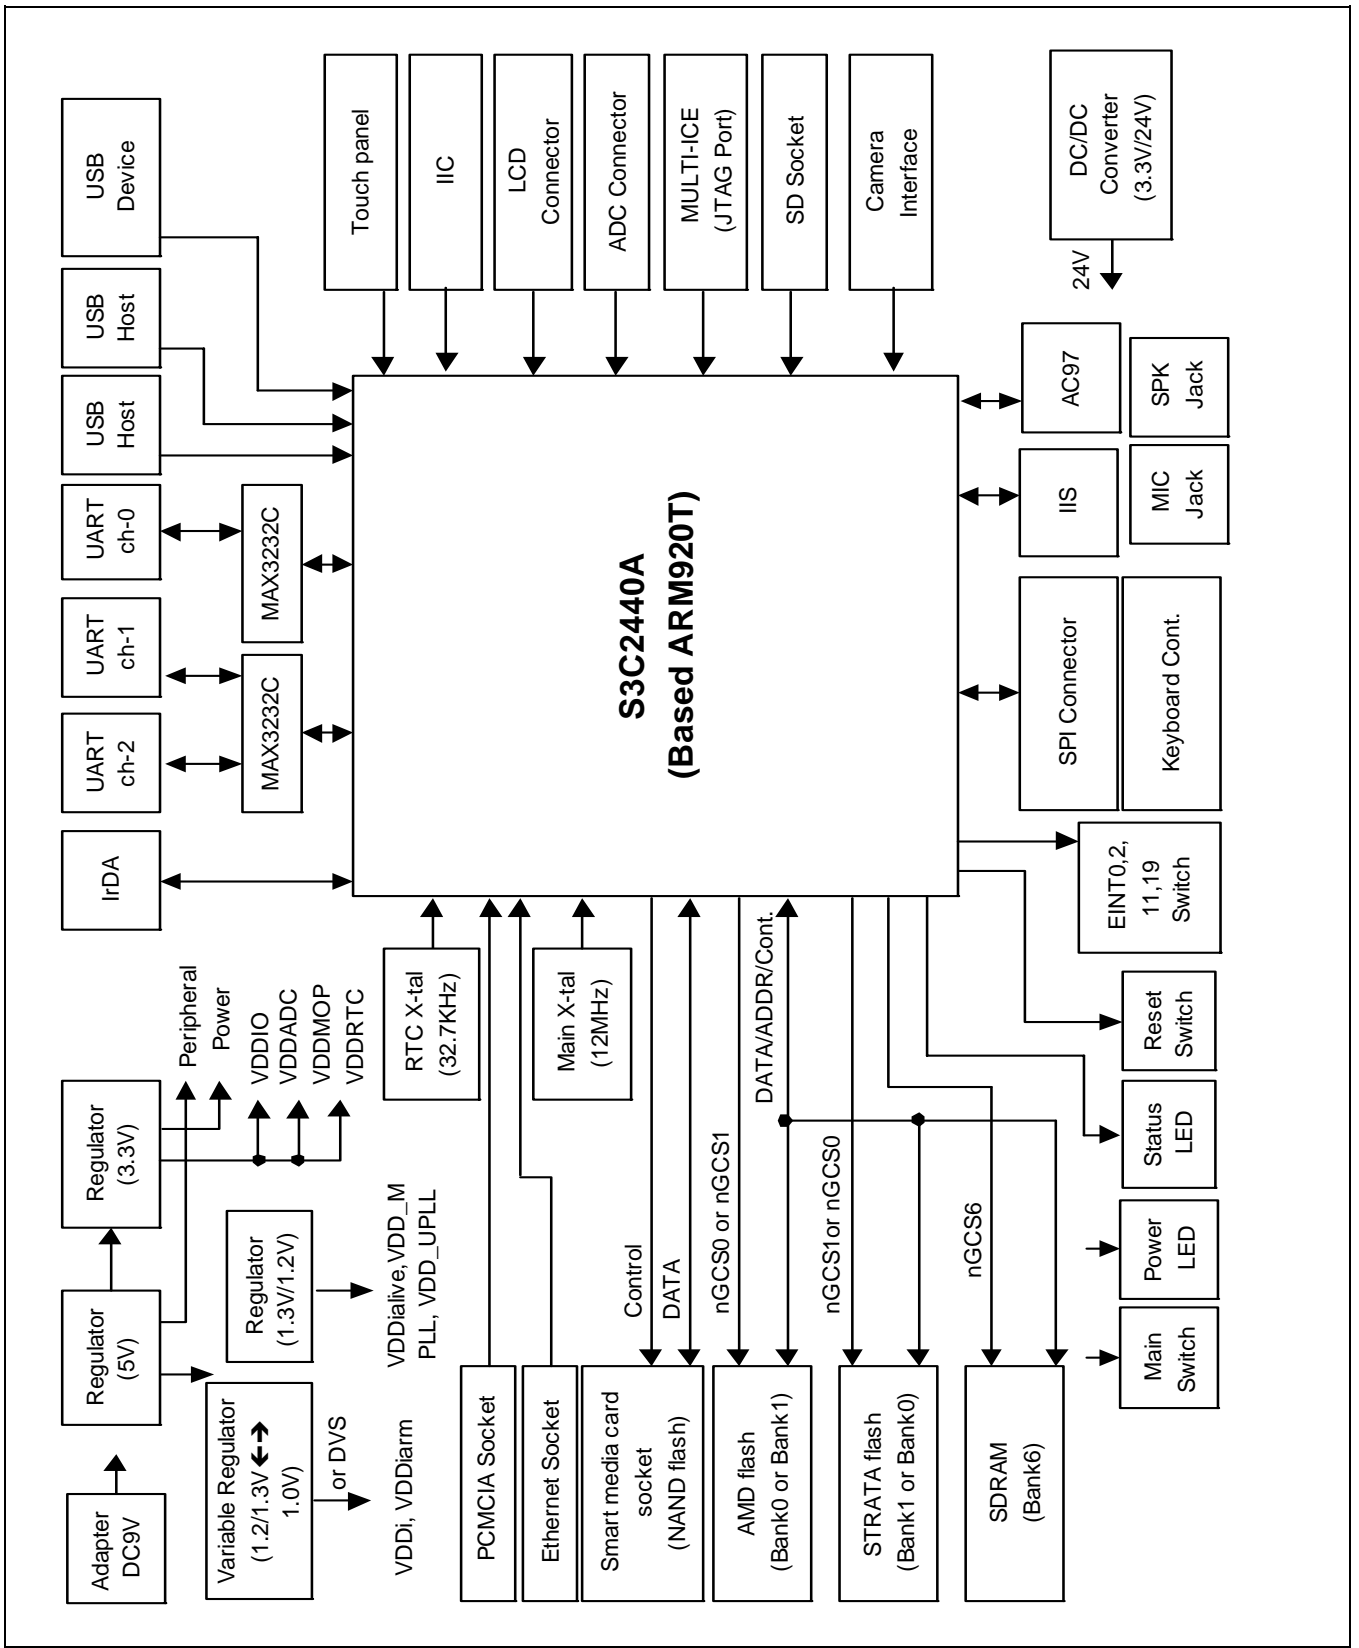 USB
Device
USB
Host
USB
Host
UART
ch-0
UART
ch-1
UART
ch-2
IrDA
MAX3232C
MAX3232C
Touch panel
IIC
LCD
Connector
ADC Connector
MULTI-ICE
(JTAG Port)
SD Socket
Camera
Interface
DC/DC
Converter
(3.3V/24V)
24V
AC97
SPK
Jack
IIS
MIC
Jack
SPI Connector
Keyboard Cont.
EINT0,2,
11,19
Switch
Reset
Switch
Status
LED
Power
LED
Main
Switch
S3C2440A
(Based ARM920T)
RTC X-tal
(32.7KHz)
Main X-tal
(12MHz)
Peripheral
Power
VDDIO
VDDADC
VDDMOP
VDDRTC
Regulator
(3.3V)
Regulator
(5V)
Adapter
DC9V
Regulator
(1.3V/1.2V)
VDDialive,VDD_M
PLL, VDD_UPLL
Variable Regulator
(1.2/1.3V ↔
1.0V)
or DVS
VDDi, VDDiarm
PCMCIA Socket
Ethernet Socket
Smart media card
socket
(NAND flash)
Control
DATA
AMD flash
(Bank0 or Bank1)
nGCS0 or nGCS1
DATA/ADDR/Cont.
STRATA flash
(Bank1 or Bank0)
nGCS1or nGCS0
SDRAM
(Bank6)
nGCS6